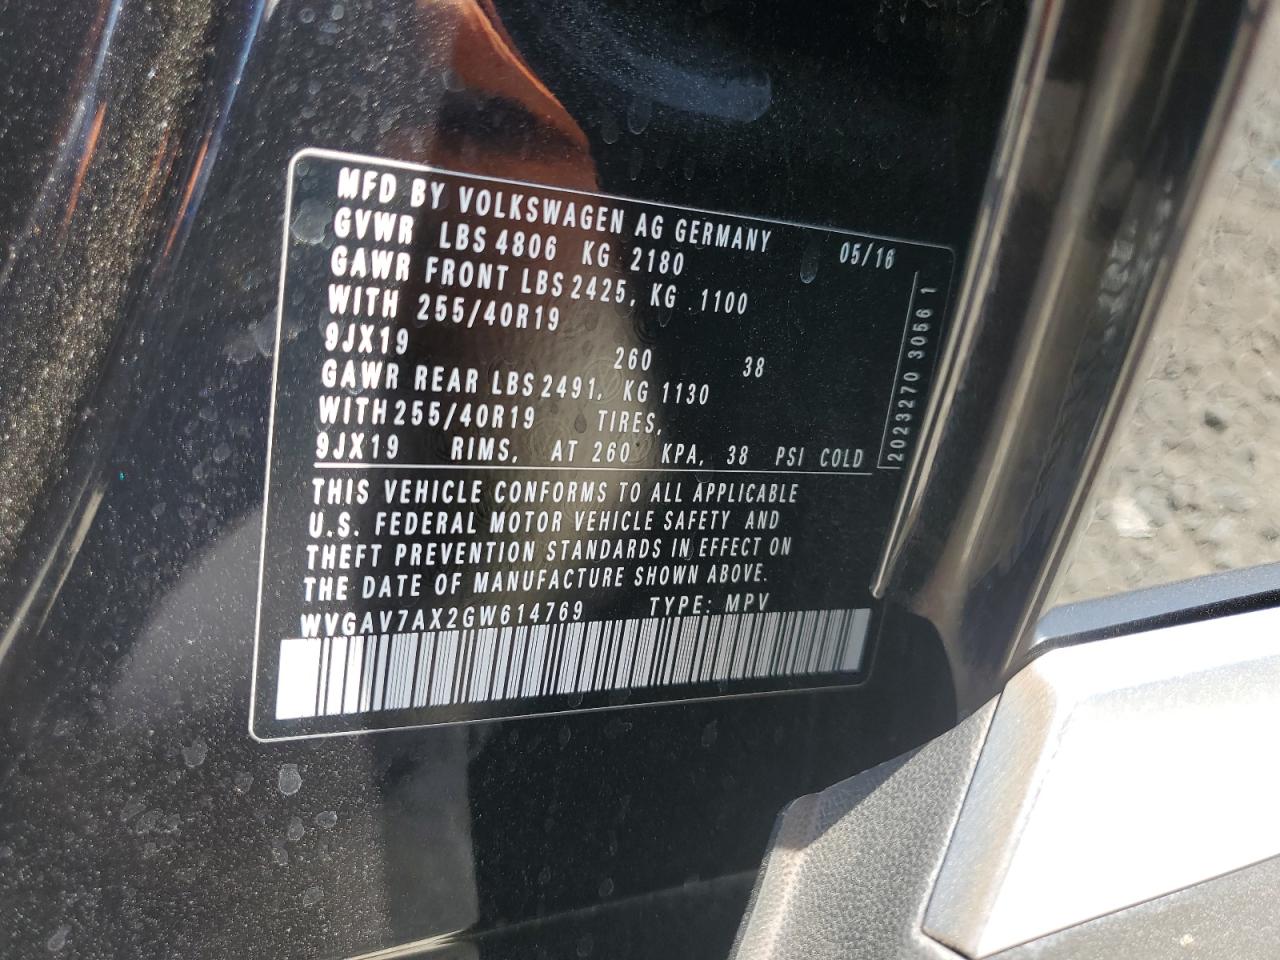 MFD BY VOLKSWAGEN AG GERMANY 05/16
GVWR LBS 4806 KG 2180
GAWR FRONT LBS 2425, KG 1100
WITH 255/40R19
9JX19 260 38
GAWR REAR LBS 2491, KG 1130
WITH 255/40R19 TIRES,
9JX19 RIMS, AT 260 KPA, 38 PSI COLD
2023270 3056 1
THIS VEHICLE CONFORMS TO ALL APPLICABLE
U.S. FEDERAL MOTOR VEHICLE SAFETY AND
THEFT PREVENTION STANDARDS IN EFFECT ON
THE DATE OF MANUFACTURE SHOWN ABOVE.
WVGAV7AX2GW614769 TYPE: MPV